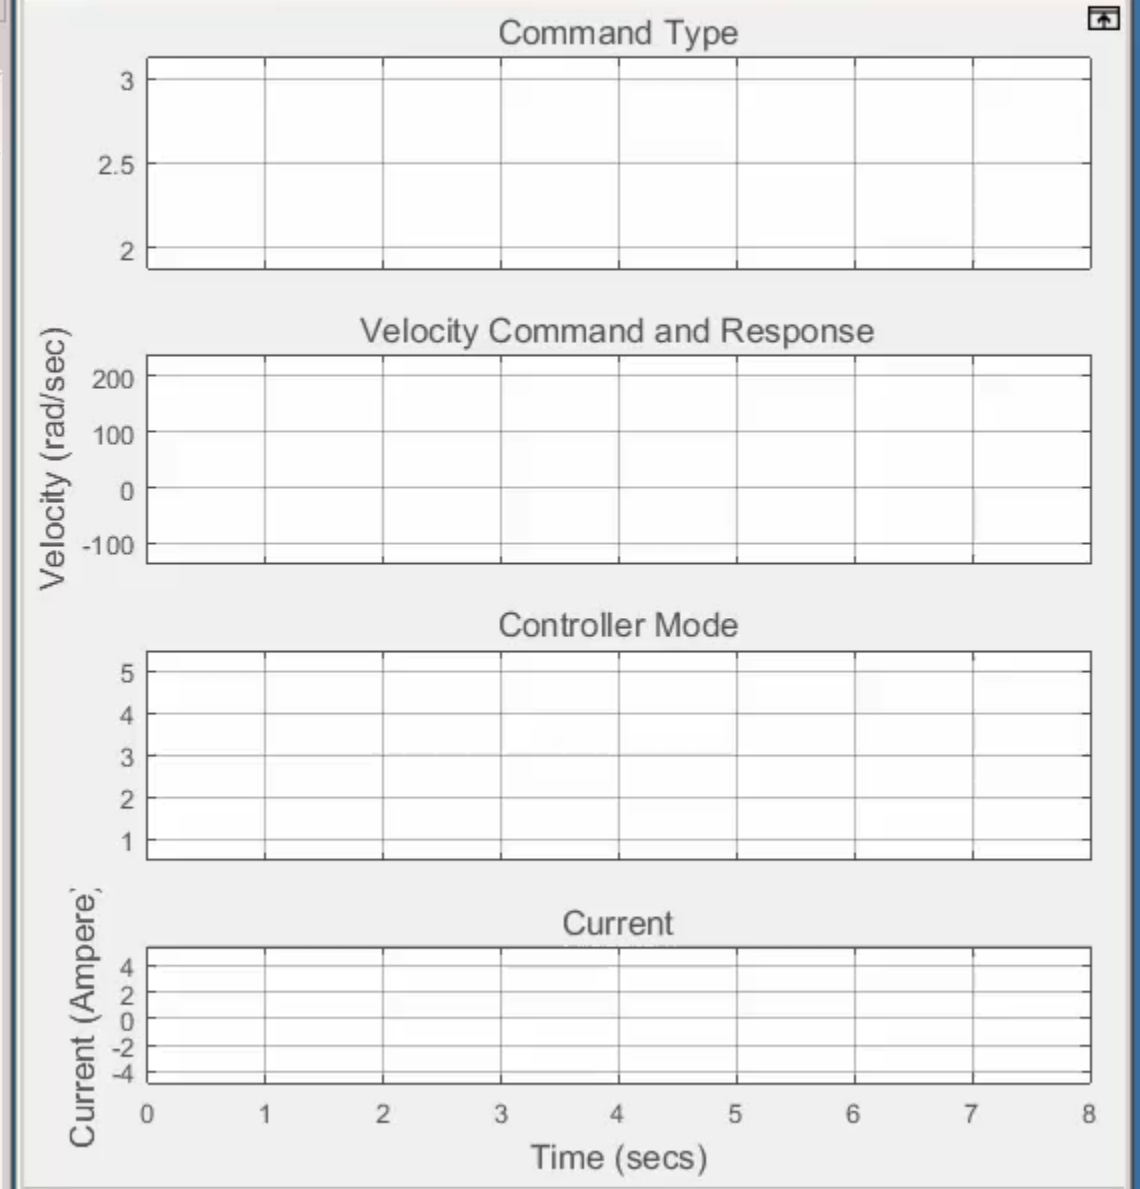 Command Type
3
2.5
2
Velocity Command and Response
Velocity (rad/sec)
200
100
0
-100
Controller Mode
5
4
3
2
1
Current
Current (Ampere)
4
2
0
-2
-4
0 1 2 3 4 5 6 7 8
Time (secs)